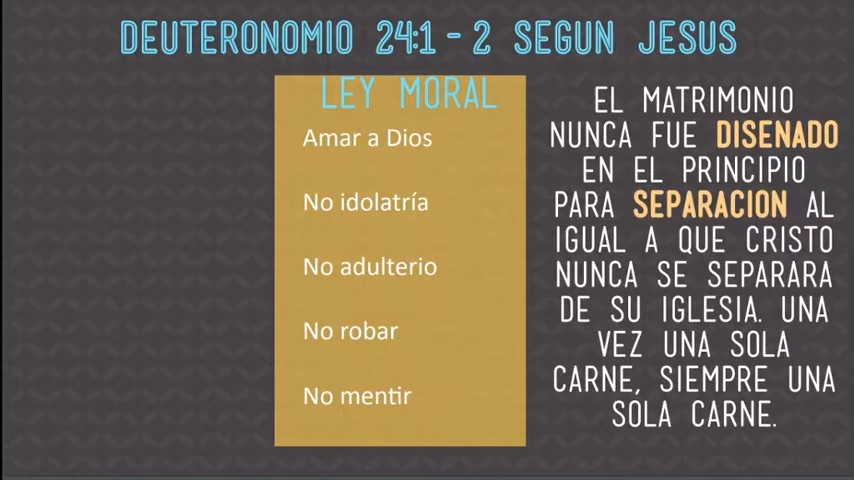 DEUTERONOMIO 24:1 - 2 SEGUN JESUS
LEY MORAL
Amar a Dios
No idolatría
No adulterio
No robar
No mentir
EL MATRIMONIO
NUNCA FUE DISENADO
EN EL PRINCIPIO
PARA SEPARACION AL
IGUAL A QUE CRISTO
NUNCA SE SEPARARA
DE SU IGLESIA. UNA
VEZ UNA SOLA
CARNE, SIEMPRE UNA
SOLA CARNE.